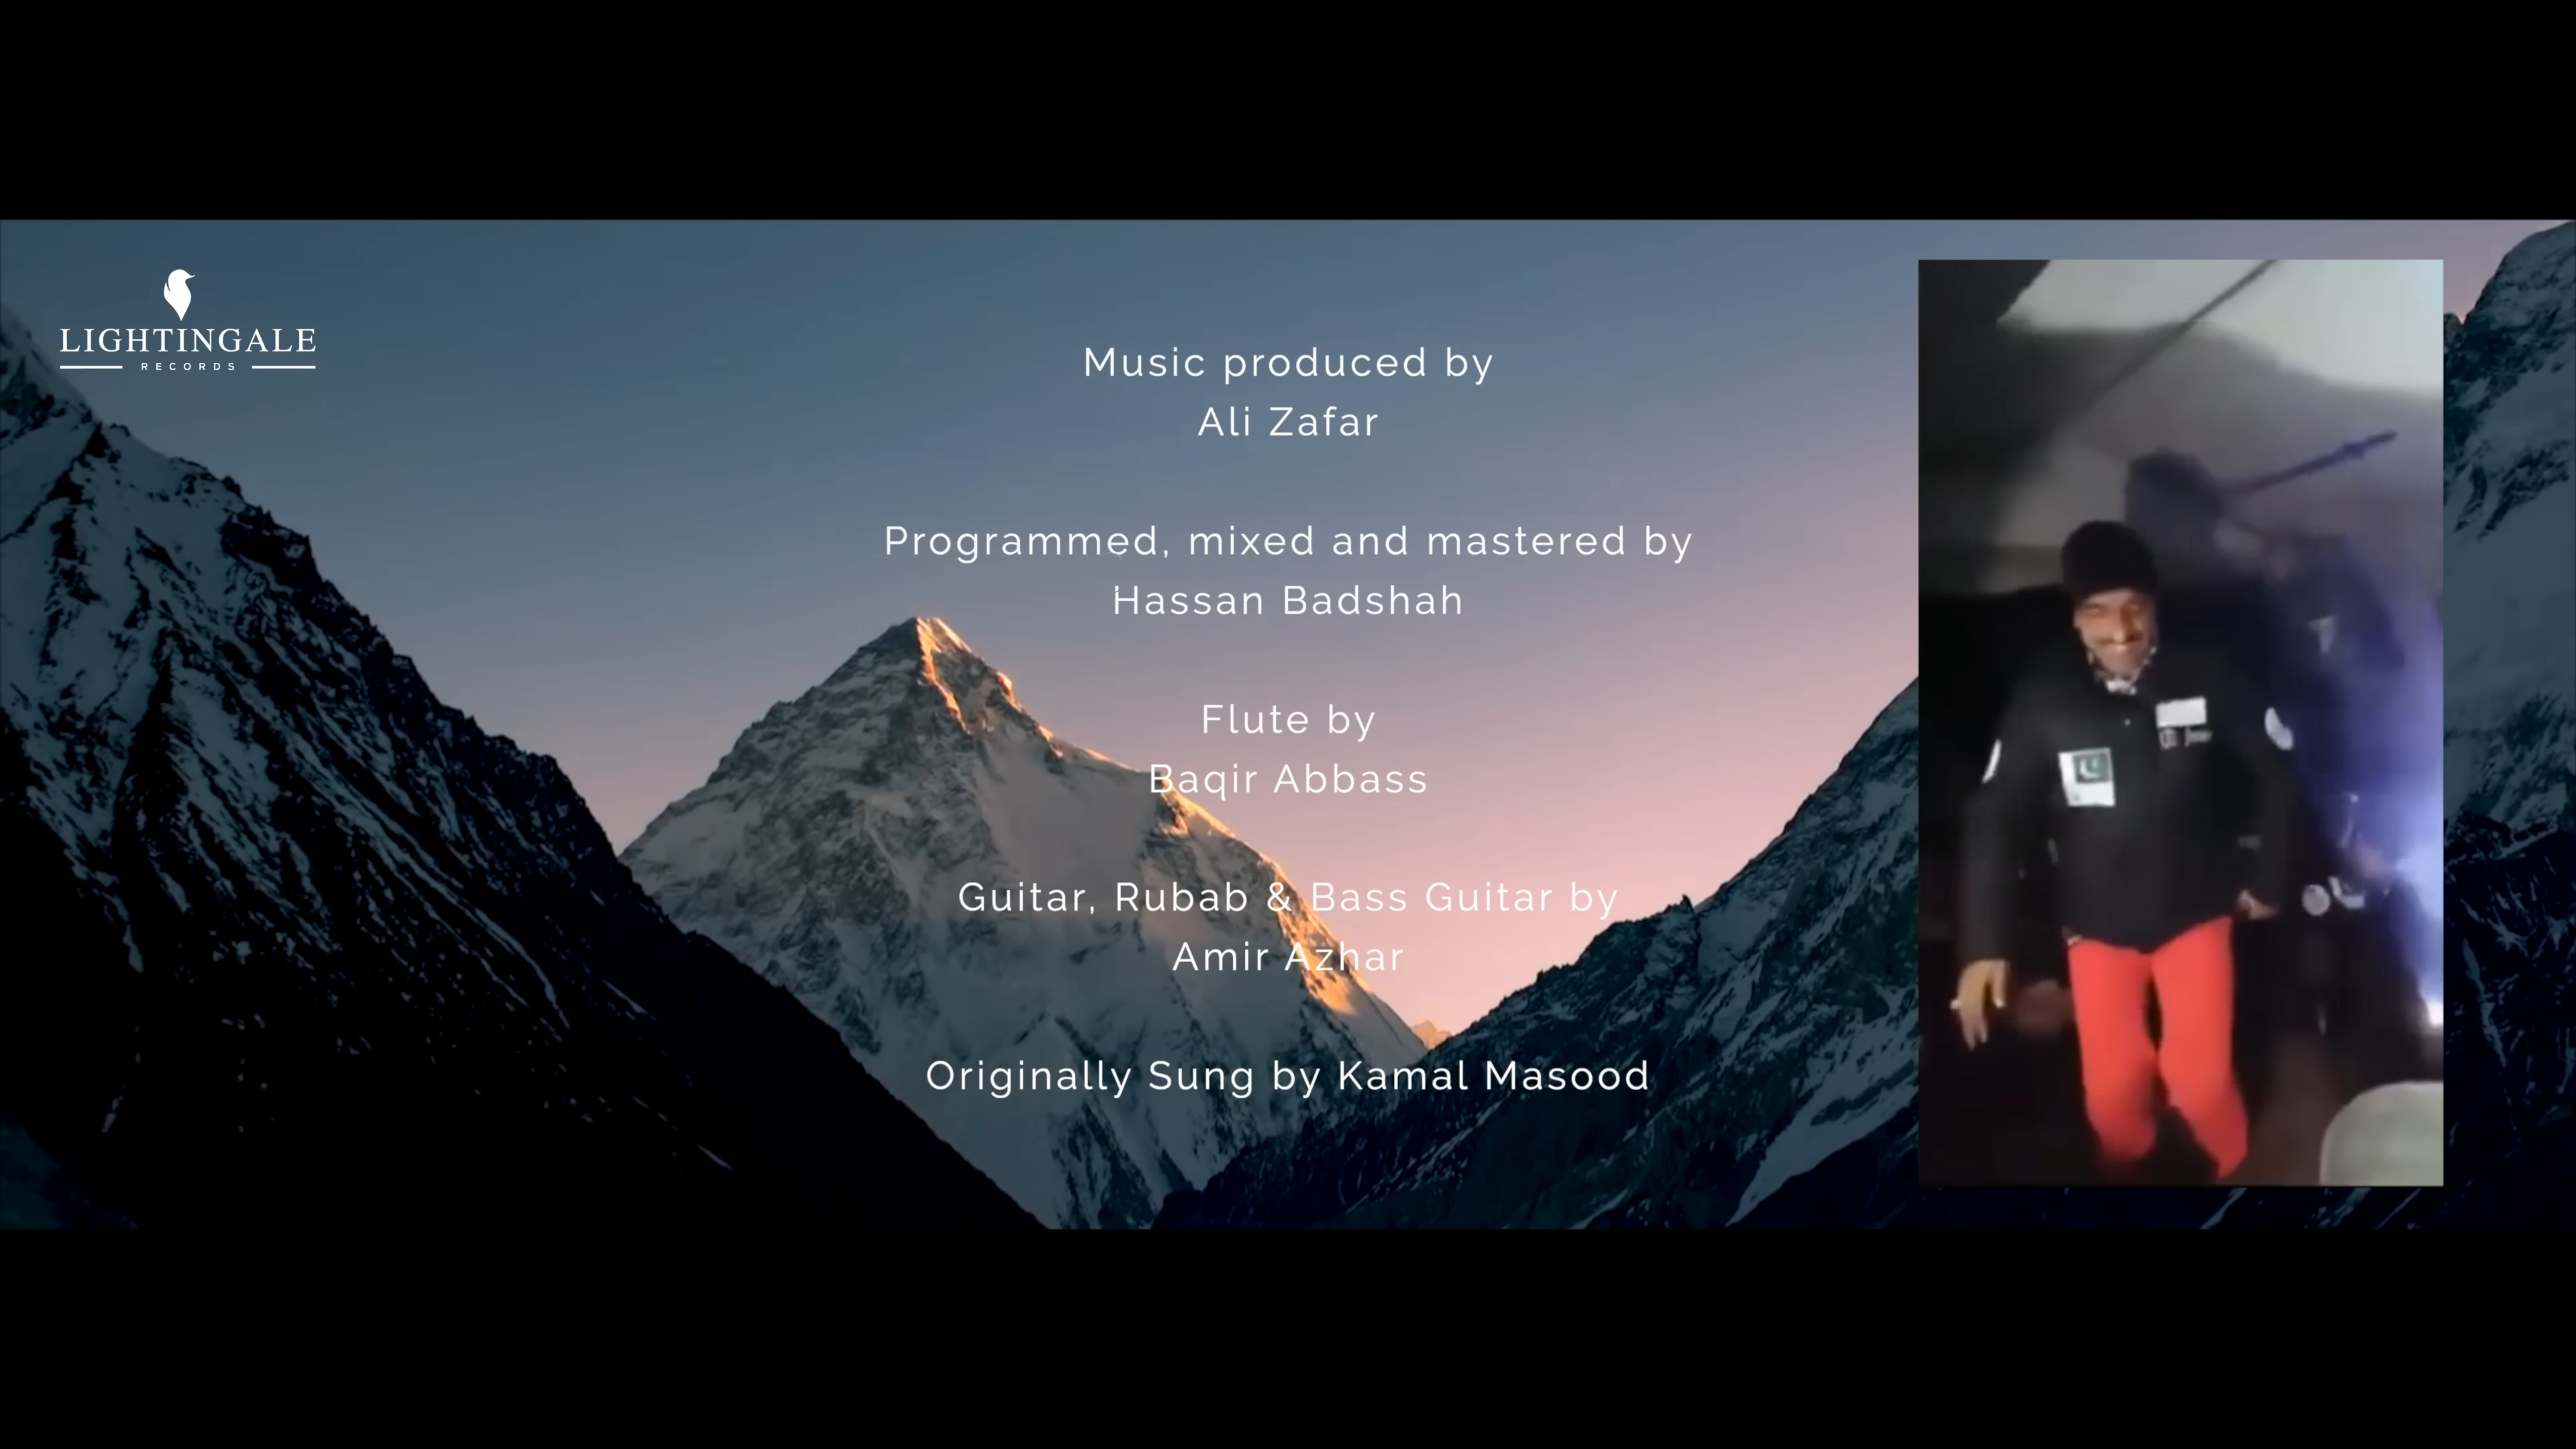 LIGHTINGALE
RECORDS
Music produced by
Ali Zafar
Programmed, mixed and mastered by
Hassan Badshah
Flute by
Baqir Abbass
Guitar, Rubab & Bass Guitar by
Amir Azhar
Originally Sung by Kamal Masood